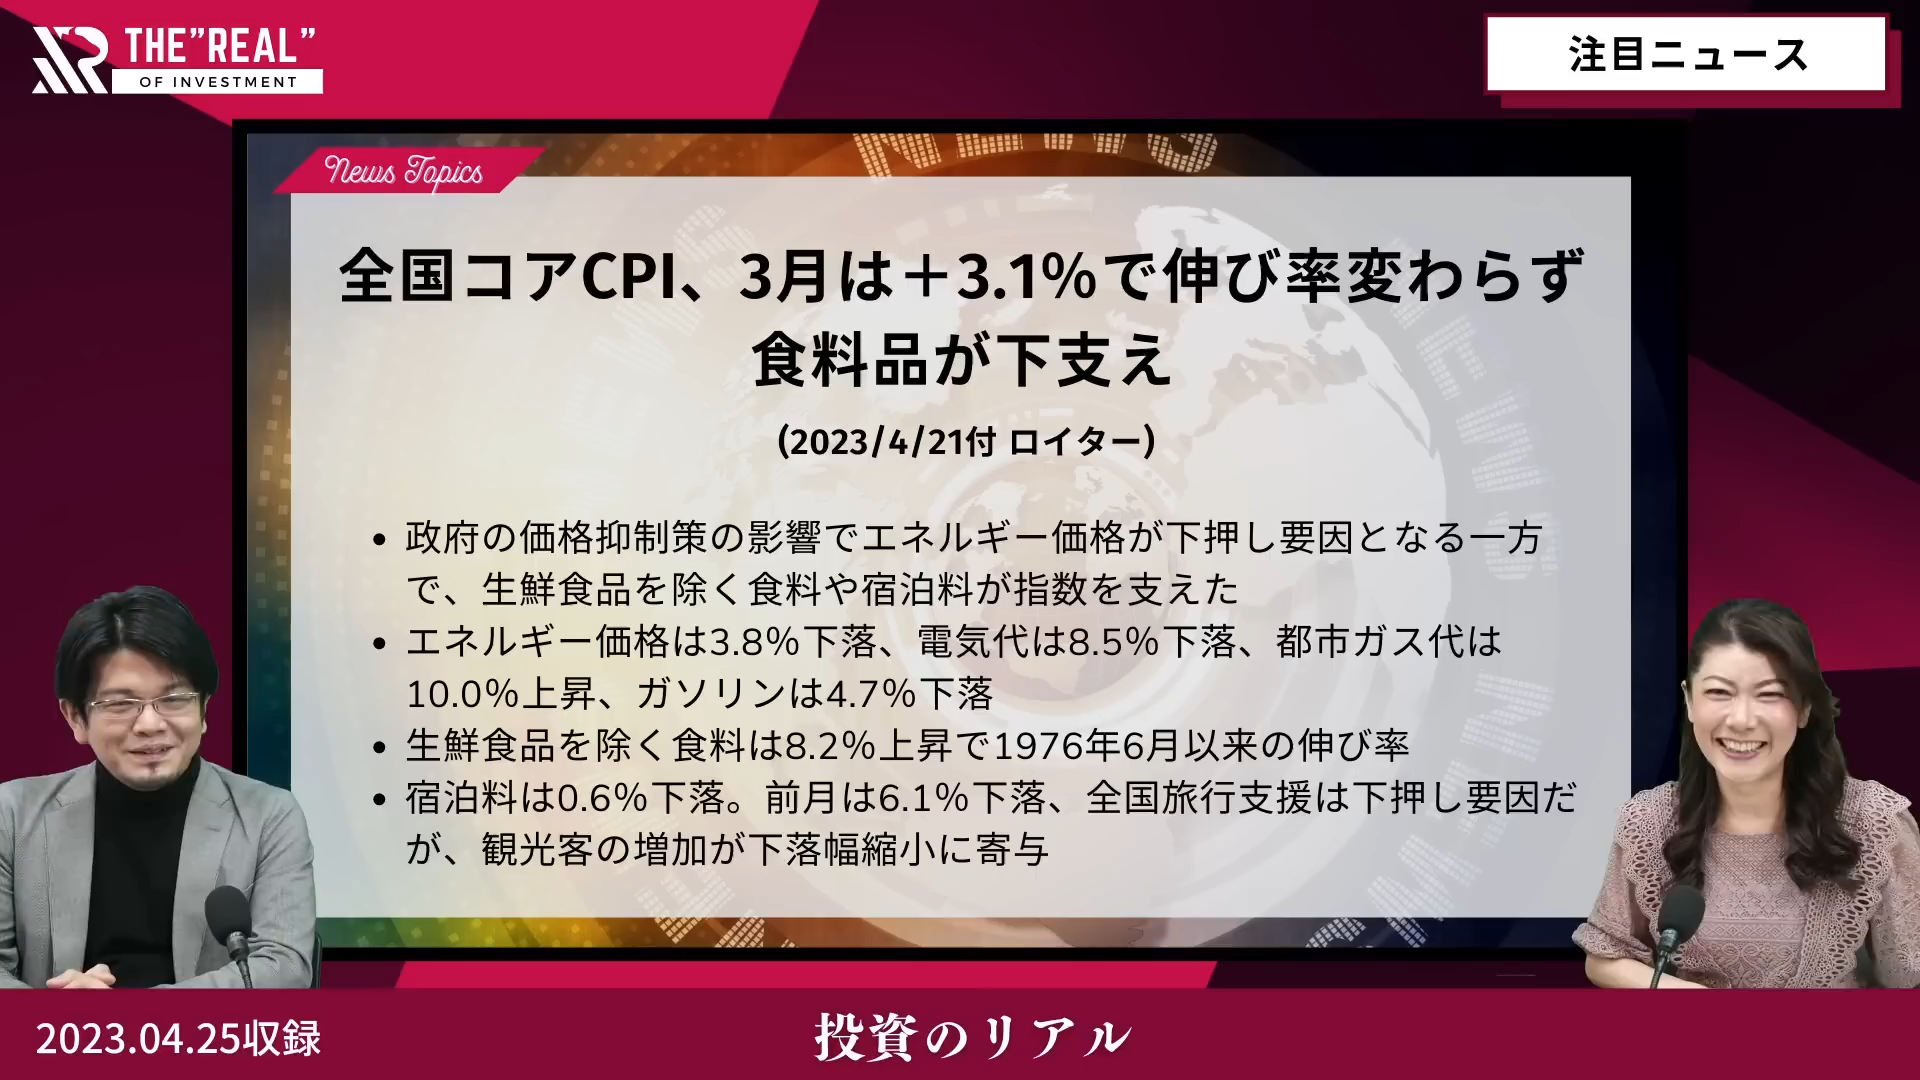 THE”REAL”
OF INVESTMENT
注目ニュース
NEWS
News Topics
全国コアCPI、3月は＋3.1%で伸び率変わらず
食料品が下支え
(2023/4/21付 ロイター)
• 政府の価格抑制策の影響でエネルギー価格が下押し要因となる一方
で、生鮮食品を除く食料や宿泊料が指数を支えた
• エネルギー価格は3.8%下落、電気代は8.5%下落、都市ガス代は
10.0%上昇、ガソリンは4.7%下落
• 生鮮食品を除く食料は8.2%上昇で1976年6月以来の伸び率
• 宿泊料は0.6%下落。前月は6.1%下落、全国旅行支援は下押し要因だ
が、観光客の増加が下落幅縮小に寄与
2023.04.25収録
投資のリアル